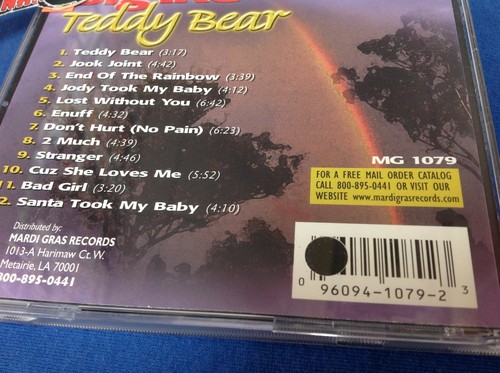 Teddy Bear
1. Teddy Bear (3:17)
2. Jook Joint (4:42)
3. End Of The Rainbow (3:39)
4. Jody Took My Baby (4:12)
5. Lost Without You (6:42)
6. Enuff (4:32)
7. Don't Hurt (No Pain) (6:23)
8. 2 Much (4:39)
9. Stranger (4:46)
10. Cuz She Loves Me (5:52)
11. Bad Girl (3:20)
2. Santa Took My Baby (4:10)
MG 1079
FOR A FREE MAIL ORDER CATALOG
CALL 800-895-0441 OR VISIT OUR
WEBSITE www.mardigrasrecords.com
Distributed by:
MARDI GRAS RECORDS
1013-A Harimaw Ct. W.
Metairie, LA 70001
800-895-0441
0 96094-1079-2 3